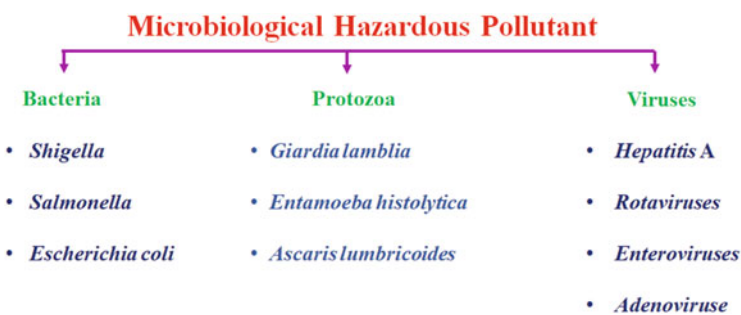 Microbiological Hazardous Pollutant
Bacteria
• Shigella
• Salmonella
• Escherichia coli
Protozoa
• Giardia lamblia
• Entamoeba histolytica
• Ascaris lumbricoides
Viruses
• Hepatitis A
• Rotaviruses
• Enteroviruses
• Adenoviruse